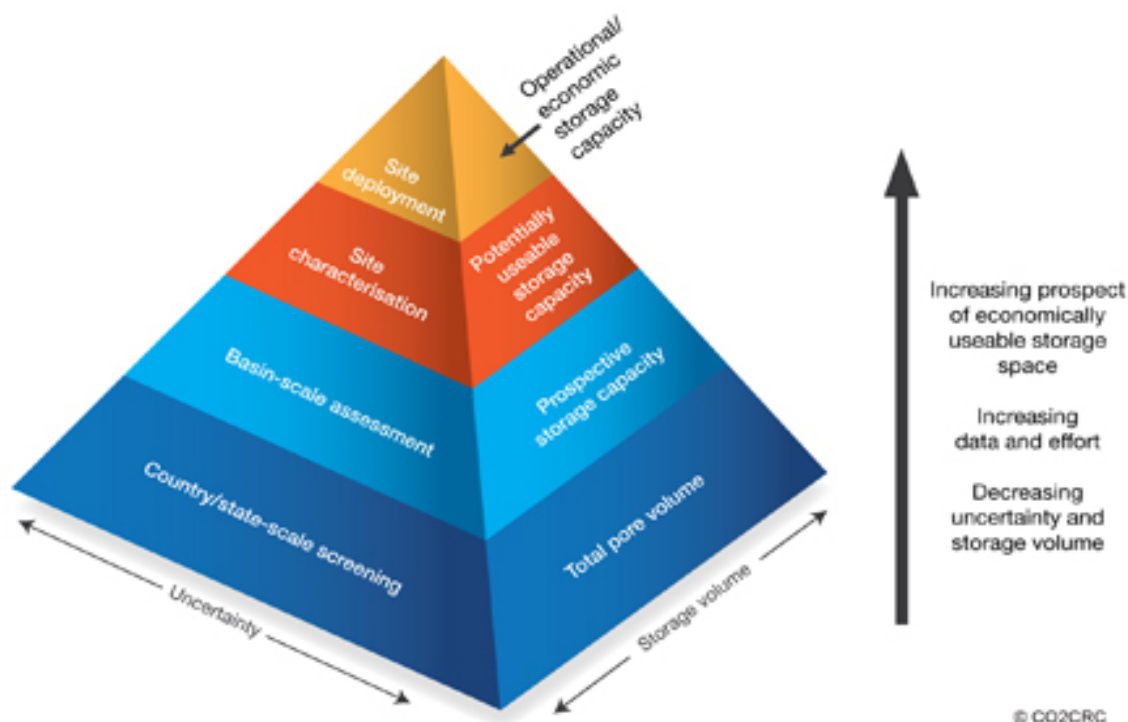 Operational/
economic
storage
capacity
Site
deployment
Site
characterisation
Potentially
useable
storage
capacity
Basin-scale assessment
Prospective
storage capacity
Country/state-scale screening
Total pore volume
Uncertainty
Storage volume
Increasing prospect
of economically
useable storage
space
Increasing
data and effort
Decreasing
uncertainty and
storage volume
© CO2CRC